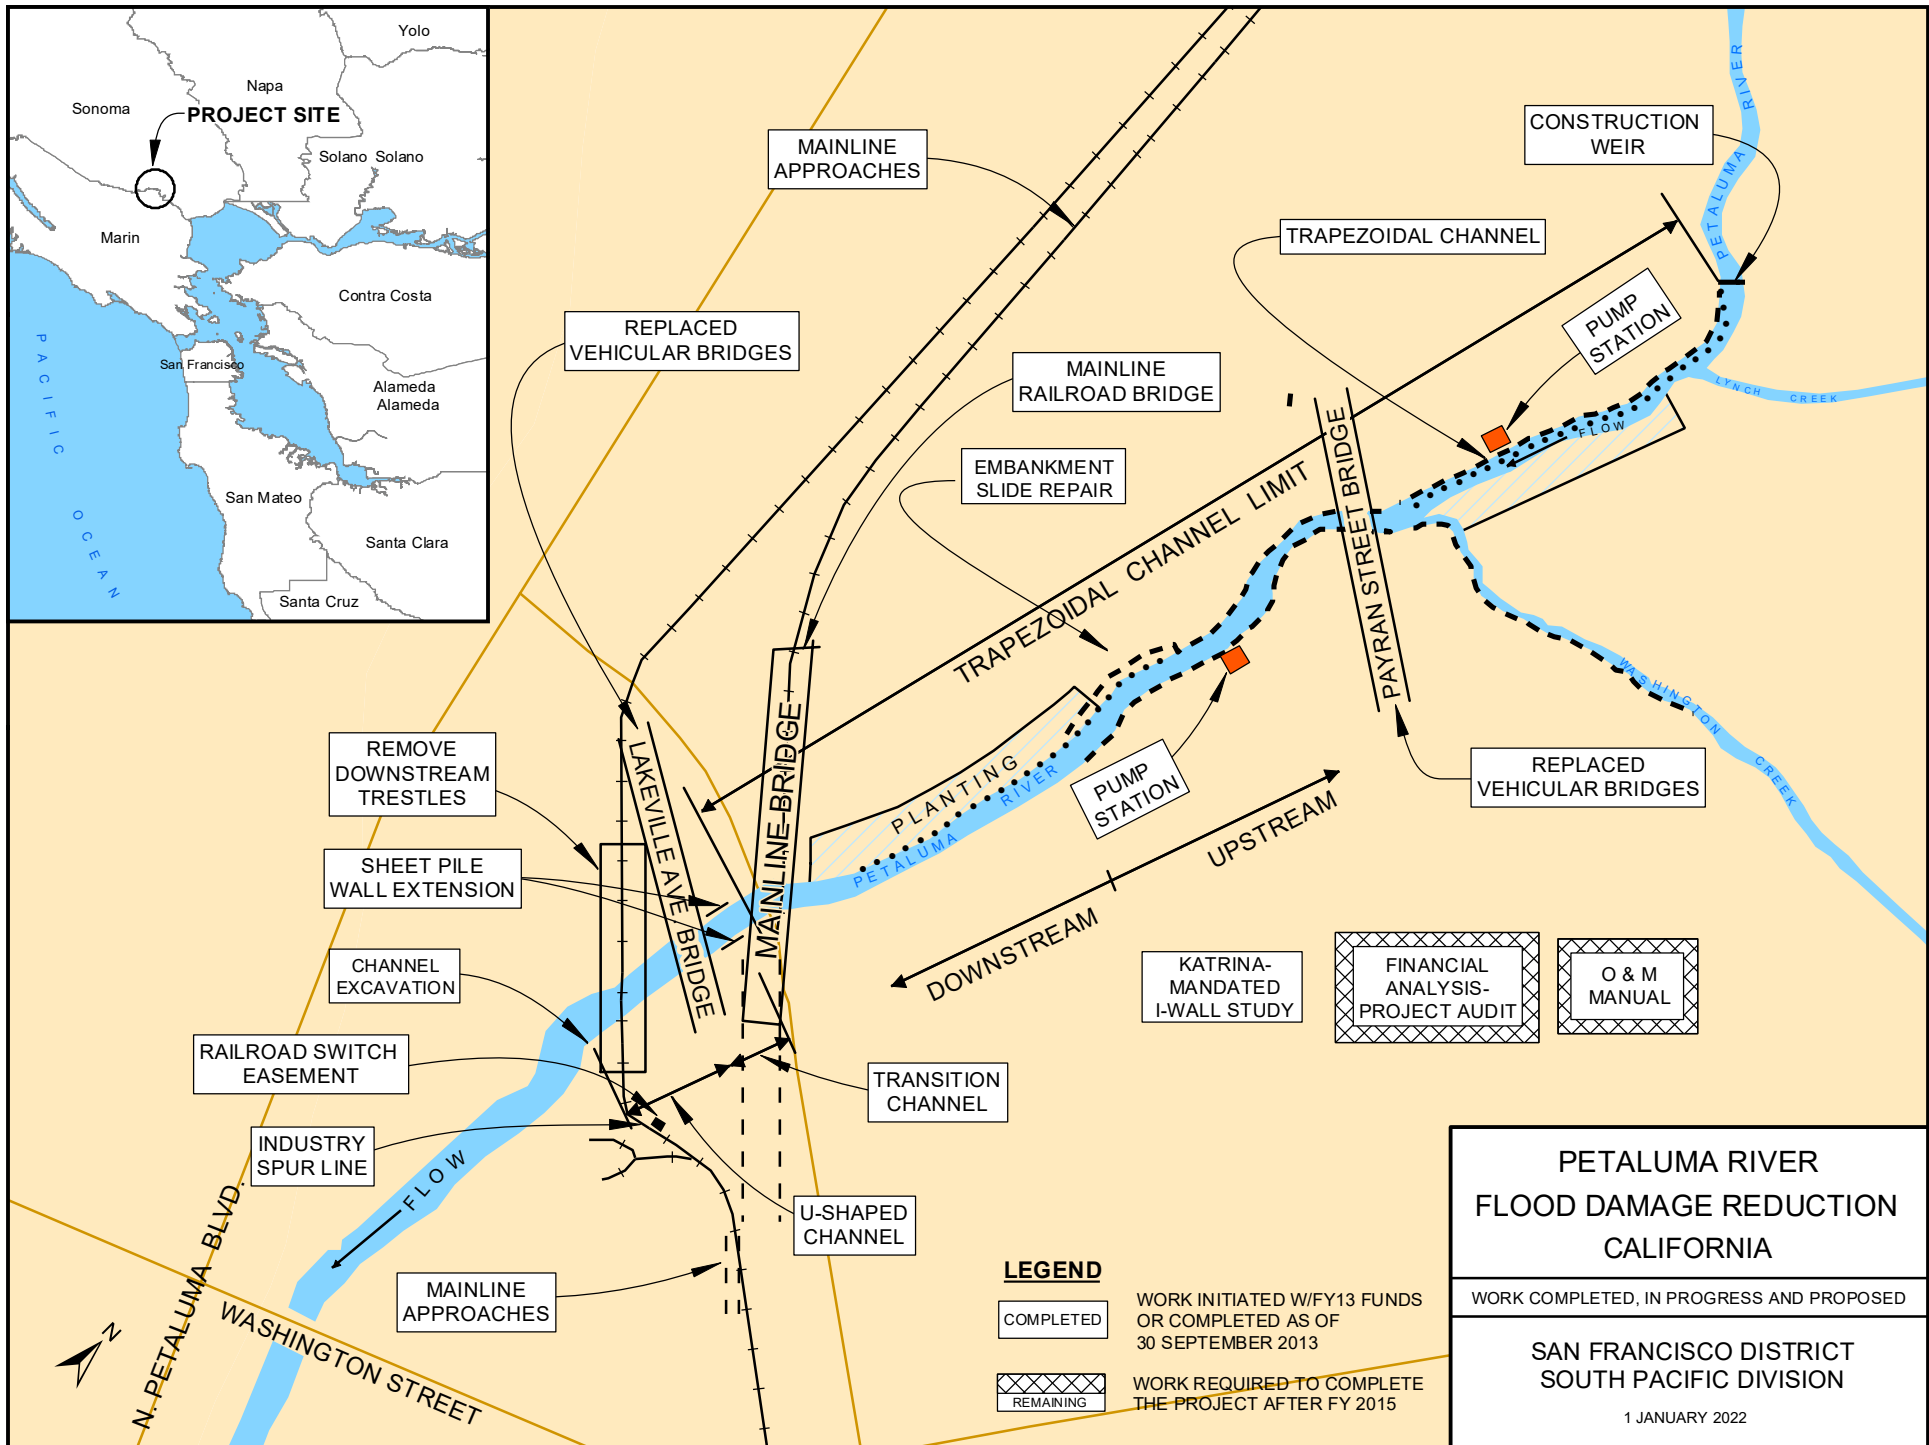 Yolo
Napa
Sonoma
PROJECT SITE
Solano Solano
Marin
Contra Costa
San Francisco
Alameda
Alameda
PACIFIC OCEAN
San Mateo
Santa Clara
Santa Cruz
MAINLINE
APPROACHES
CONSTRUCTION
WEIR
PETALUMA RIVER
TRAPEZOIDAL CHANNEL
PUMP
STATION
REPLACED
VEHICULAR BRIDGES
MAINLINE
RAILROAD BRIDGE
LYNCH CREEK
FLOW
EMBANKMENT
SLIDE REPAIR
TRAPEZOIDAL CHANNEL LIMIT
PAYRAN STREET BRIDGE
WASHINGTON CREEK
REMOVE
DOWNSTREAM
TRESTLES
LAKEVILLE AVE. BRIDGE
MAINLINE BRIDGE
PLANTING
PETALUMA RIVER
PUMP
STATION
REPLACED
VEHICULAR BRIDGES
UPSTREAM
DOWNSTREAM
SHEET PILE
WALL EXTENSION
CHANNEL
EXCAVATION
KATRINA-
MANDATED
I-WALL STUDY
FINANCIAL
ANALYSIS-
PROJECT AUDIT
O & M
MANUAL
RAILROAD SWITCH
EASEMENT
TRANSITION
CHANNEL
INDUSTRY
SPUR LINE
FLOW
U-SHAPED
CHANNEL
MAINLINE
APPROACHES
N. PETALUMA BLVD.
WASHINGTON STREET
N
LEGEND
COMPLETED
WORK INITIATED W/FY13 FUNDS
OR COMPLETED AS OF
30 SEPTEMBER 2013
REMAINING
WORK REQUIRED TO COMPLETE
THE PROJECT AFTER FY 2015
PETALUMA RIVER
FLOOD DAMAGE REDUCTION
CALIFORNIA
WORK COMPLETED, IN PROGRESS AND PROPOSED
SAN FRANCISCO DISTRICT
SOUTH PACIFIC DIVISION
1 JANUARY 2022